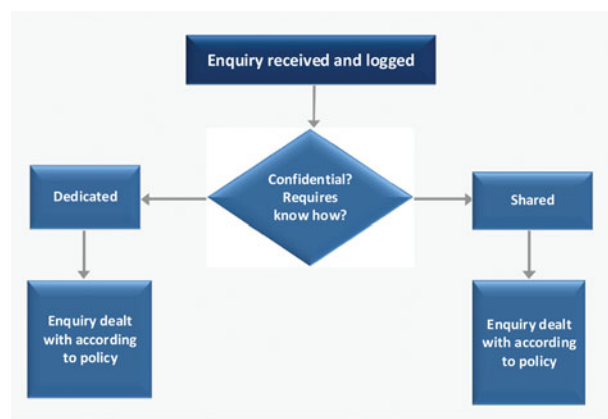 Enquiry received and logged
Confidential?
Requires
know how?
Dedicated
Shared
Enquiry dealt
with according
to policy
Enquiry dealt
with according
to policy